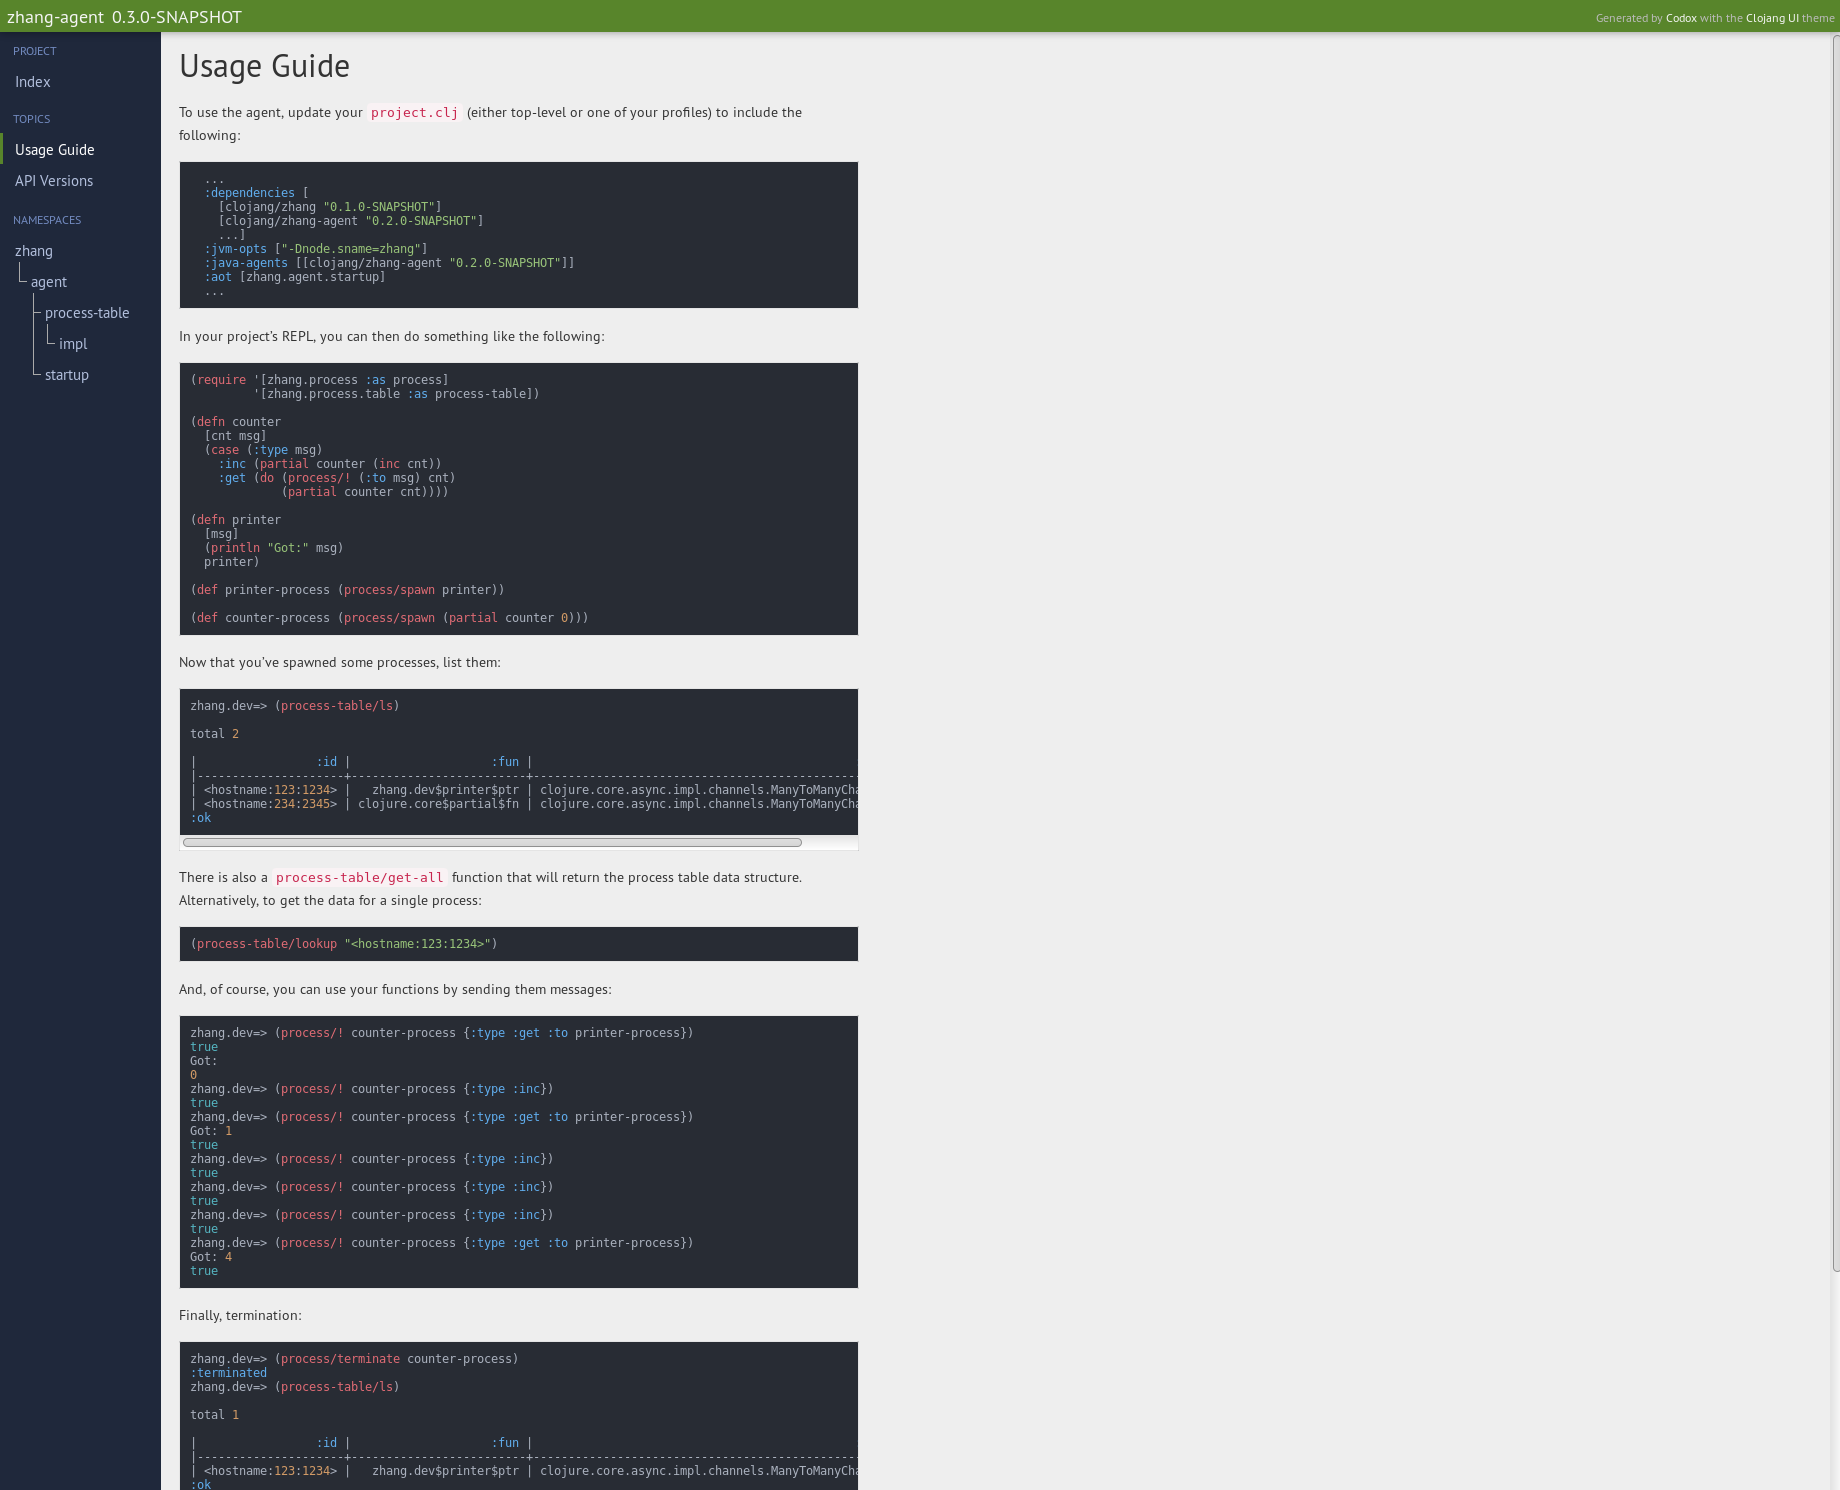 zhang-agent 0.3.0-SNAPSHOT
Generated by Codox with the Clojang UI theme
PROJECT
Index
TOPICS
Usage Guide
API Versions
NAMESPACES
zhang
agent
process-table
impl
startup
Usage Guide
To use the agent, update your project.clj (either top-level or one of your profiles) to include the
following:
  ...
  :dependencies [
    [clojang/zhang "0.1.0-SNAPSHOT"]
    [clojang/zhang-agent "0.2.0-SNAPSHOT"]
    ...]
  :jvm-opts ["-Dnode.sname=zhang"]
  :java-agents [[clojang/zhang-agent "0.2.0-SNAPSHOT"]]
  :aot [zhang.agent.startup]
  ...
In your project’s REPL, you can then do something like the following:
(require '[zhang.process :as process]
         '[zhang.process.table :as process-table])
(defn counter
  [cnt msg]
  (case (:type msg)
    :inc (partial counter (inc cnt))
    :get (do (process/! (:to msg) cnt)
             (partial counter cnt))))
(defn printer
  [msg]
  (println "Got:" msg)
  printer)
(def printer-process (process/spawn printer))
(def counter-process (process/spawn (partial counter 0)))
Now that you’ve spawned some processes, list them:
zhang.dev=> (process-table/ls)
total 2
|                 :id |                    :fun |
|---------------------+-------------------------+-----------------------------------------------
| <hostname:123:1234> |   zhang.dev$printer$ptr | clojure.core.async.impl.channels.ManyToManyCha
| <hostname:234:2345> | clojure.core$partial$fn | clojure.core.async.impl.channels.ManyToManyCha
:ok
There is also a process-table/get-all function that will return the process table data structure.
Alternatively, to get the data for a single process:
(process-table/lookup "<hostname:123:1234>")
And, of course, you can use your functions by sending them messages:
zhang.dev=> (process/! counter-process {:type :get :to printer-process})
true
Got:
0
zhang.dev=> (process/! counter-process {:type :inc})
true
zhang.dev=> (process/! counter-process {:type :get :to printer-process})
Got: 1
true
zhang.dev=> (process/! counter-process {:type :inc})
true
zhang.dev=> (process/! counter-process {:type :inc})
true
zhang.dev=> (process/! counter-process {:type :inc})
true
zhang.dev=> (process/! counter-process {:type :get :to printer-process})
Got: 4
true
Finally, termination:
zhang.dev=> (process/terminate counter-process)
:terminated
zhang.dev=> (process-table/ls)
total 1
|                 :id |                    :fun |
|---------------------+-------------------------+-----------------------------------------------
| <hostname:123:1234> |   zhang.dev$printer$ptr | clojure.core.async.impl.channels.ManyToManyCha
:ok